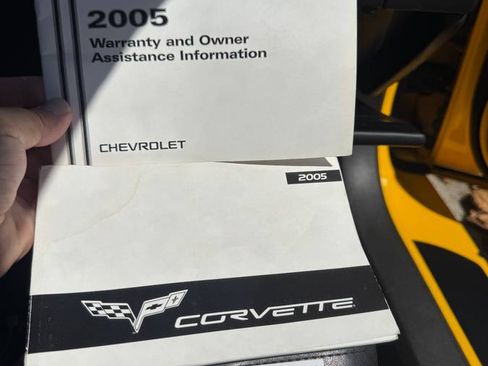 2005
Warranty and Owner
Assistance Information
CHEVROLET
2005
CORVETTE